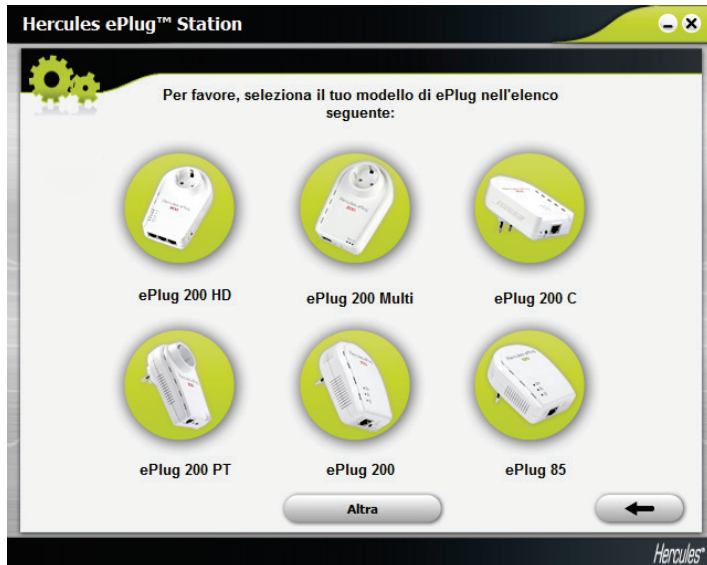 Hercules ePlug™ Station
Per favore, seleziona il tuo modello di ePlug nell'elenco
seguente:
ePlug 200 HD
ePlug 200 Multi
ePlug 200 C
ePlug 200 PT
ePlug 200
ePlug 85
Altra
Hercules®